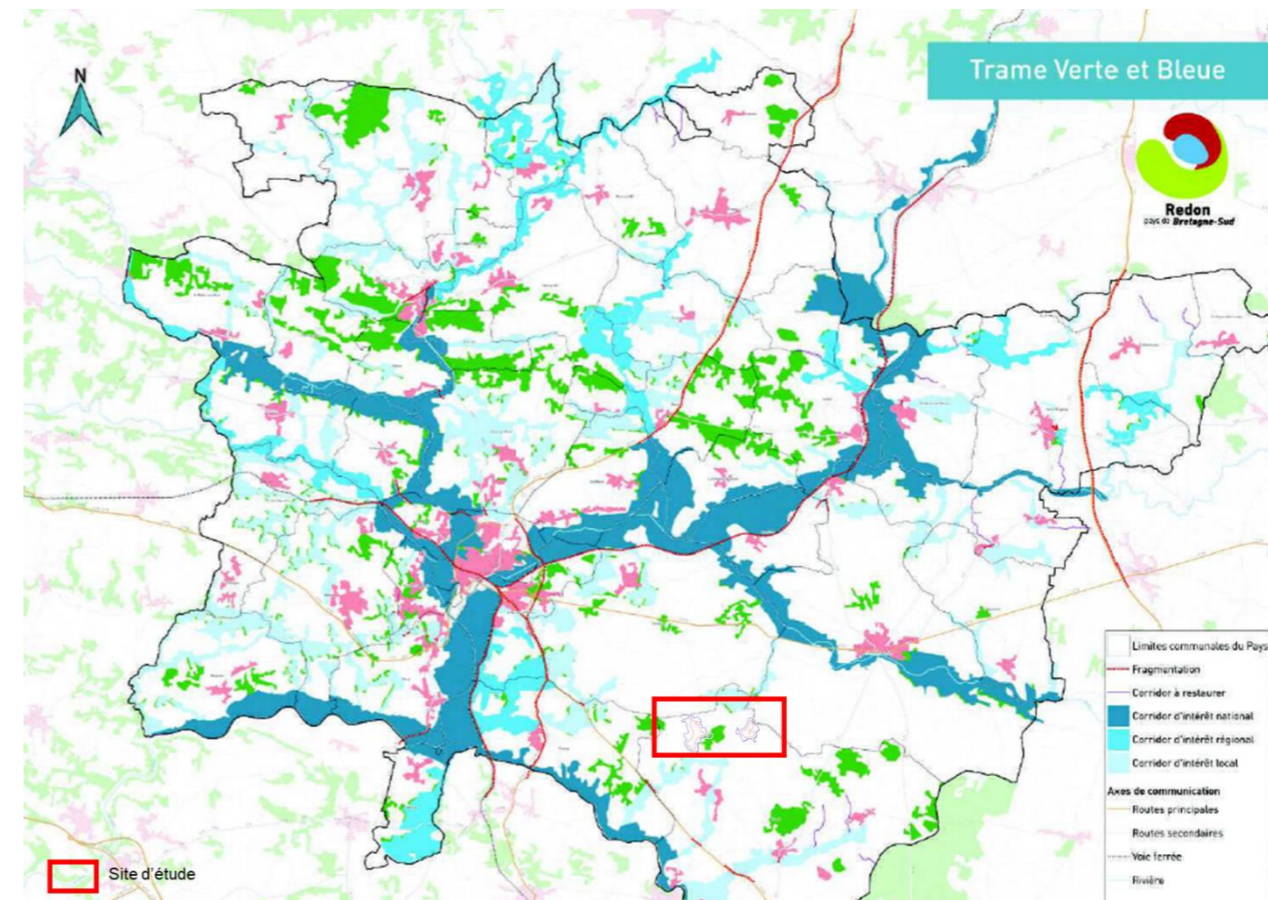 N
Trame Verte et Bleue
Redon
pays de Bretagne-Sud
Limites communales du Pays
Fragmentation
Corridor à restaurer
Corridor d'intérêt national
Corridor d'intérêt régional
Corridor d'intérêt local
Axes de communication
Routes principales
Routes secondaires
Voie ferrée
Rivière
Site d'étude